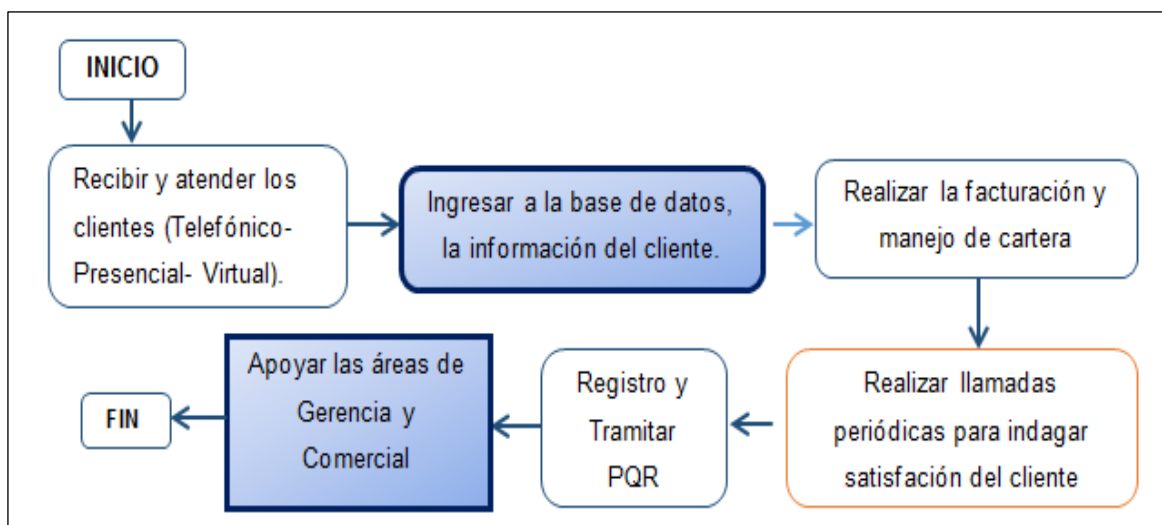 INICIO
Recibir y atender los
clientes (Telefónico-
Presencial- Virtual).
Ingresar a la base de datos,
la información del cliente.
Realizar la facturación y
manejo de cartera
Realizar llamadas
periódicas para indagar
satisfacción del cliente
Registro y
Tramitar
PQR
Apoyar las áreas de
Gerencia y
Comercial
FIN